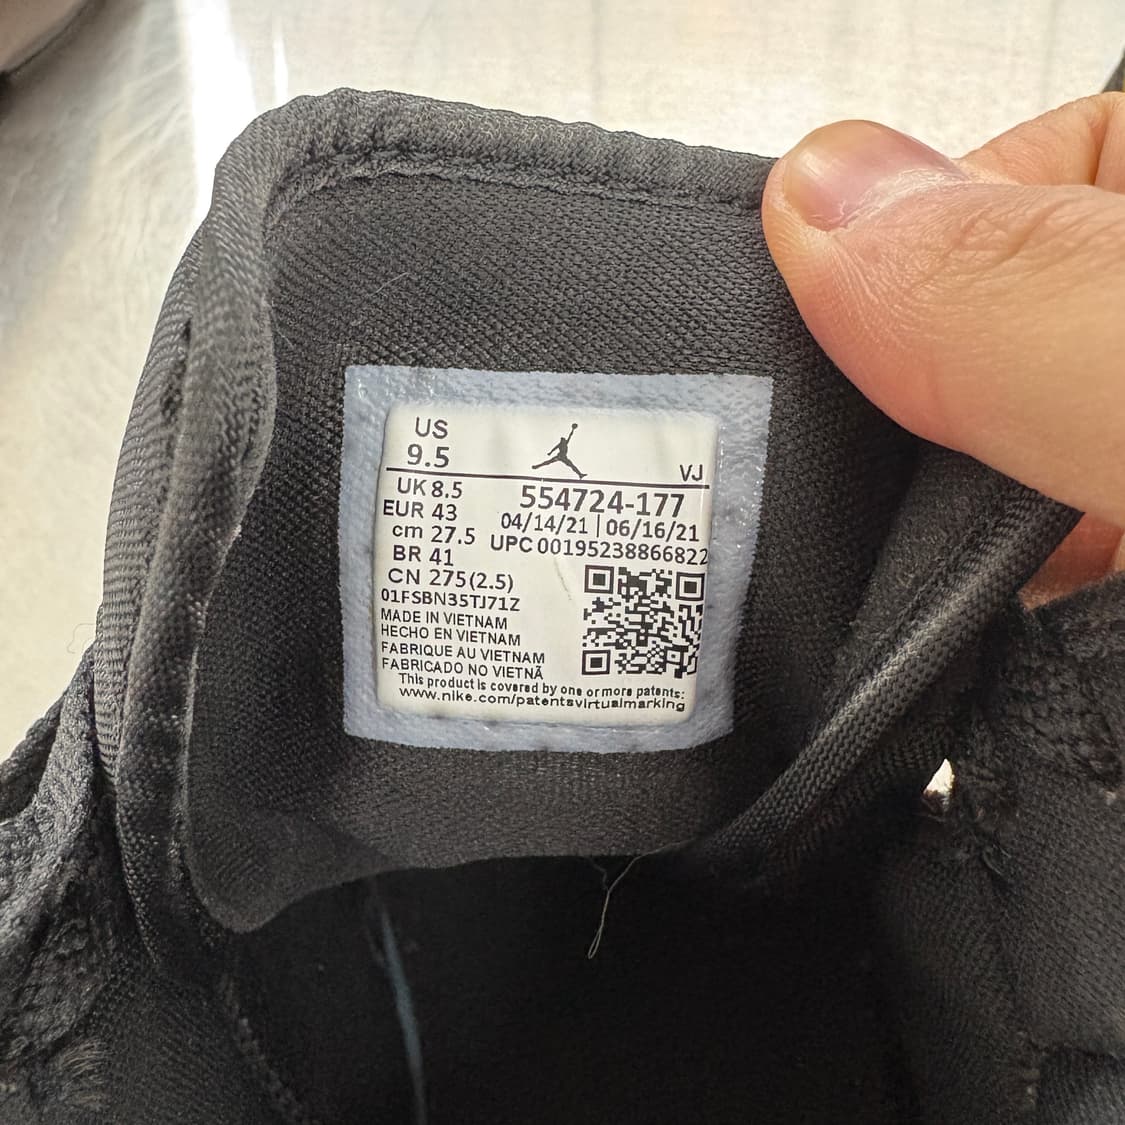 US
9.5
VJ
UK 8.5
EUR 43
cm 27.5
BR 41
CN 275(2.5)
554724-177
04/14/21 | 06/16/21
UPC 00195238866822
01FSBN35TJ71Z
MADE IN VIETNAM
HECHO EN VIETNAM
FABRIQUE AU VIETNAM
FABRICADO NO VIETNÃ
This product is covered by one or more patents:
www.nike.com/patentsvirtualmarking